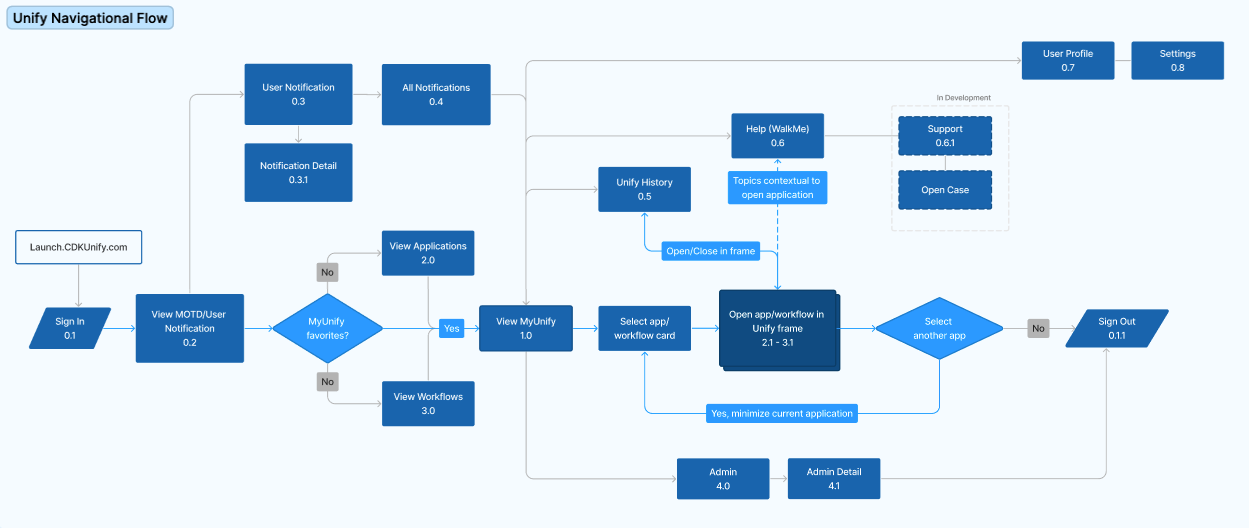 Unify Navigational Flow
User Profile
0.7
Settings
0.8
User Notification
0.3
All Notifications
0.4
In Development
Help (WalkMe)
0.6
Support
0.6.1
Notification Detail
0.3.1
Unify History
0.5
Topics contextual to
open application
Open Case
Launch.CDKUnify.com
View Applications
2.0
Open/Close in frame
No
Sign In
0.1
View MOTD/User
Notification
0.2
MyUnify
favorites?
Yes
View MyUnify
1.0
Select app/
workflow card
Open app/workflow in
Unify frame
2.1 - 3.1
Select
another app
No
Sign Out
0.1.1
No
View Workflows
3.0
Yes, minimize current application
Admin
4.0
Admin Detail
4.1